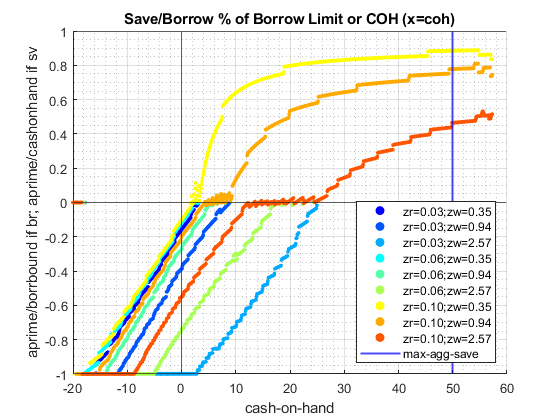 Save/Borrow % of Borrow Limit or COH (x=coh)
aprime/borrbound if br; aprime/cashonhand if sv
1
0.8
0.6
0.4
0.2
0
-0.2
-0.4
-0.6
-0.8
-1
zr=0.03;zw=0.35
zr=0.03;zw=0.94
zr=0.03;zw=2.57
zr=0.06;zw=0.35
zr=0.06;zw=0.94
zr=0.06;zw=2.57
zr=0.10;zw=0.35
zr=0.10;zw=0.94
zr=0.10;zw=2.57
max-agg-save
-20 -10 0 10 20 30 40 50 60
cash-on-hand